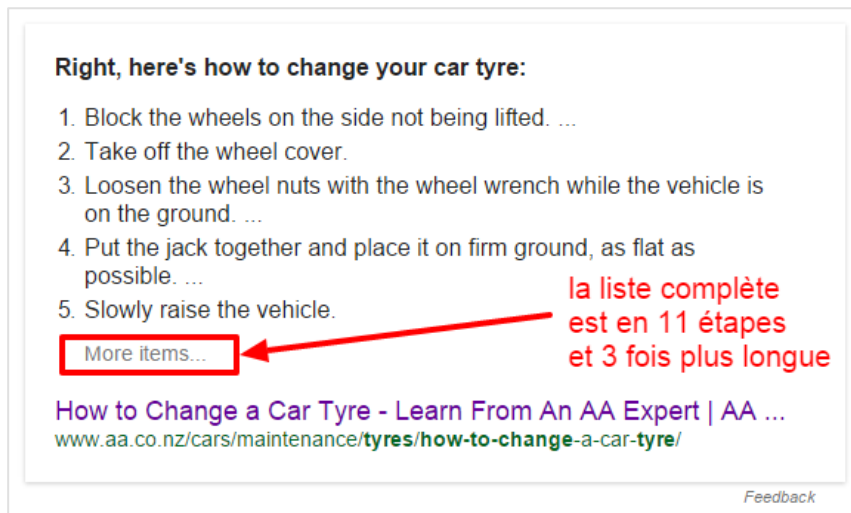 Right, here's how to change your car tyre:
1. Block the wheels on the side not being lifted. ...
2. Take off the wheel cover.
3. Loosen the wheel nuts with the wheel wrench while the vehicle is
on the ground. ...
4. Put the jack together and place it on firm ground, as flat as
possible. ...
5. Slowly raise the vehicle.
More items...
la liste complète
est en 11 étapes
et 3 fois plus longue
How to Change a Car Tyre - Learn From An AA Expert | AA ...
www.aa.co.nz/cars/maintenance/tyres/how-to-change-a-car-tyre/
Feedback